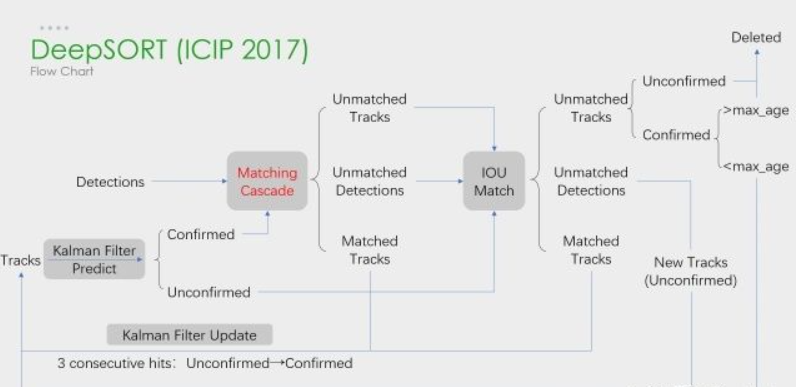 DeepSORT (ICIP 2017)
Flow Chart
Deleted
Unconfirmed
Unmatched
Tracks
Unmatched
Tracks
>max_age
Confirmed
Detections
Matching
Cascade
Unmatched
Detections
IOU
Match
Unmatched
Detections
<max_age
Confirmed
Matched
Tracks
Matched
Tracks
New Tracks
(Unconfirmed)
Tracks
Kalman Filter
Predict
Unconfirmed
Kalman Filter Update
3 consecutive hits: Unconfirmed→Confirmed